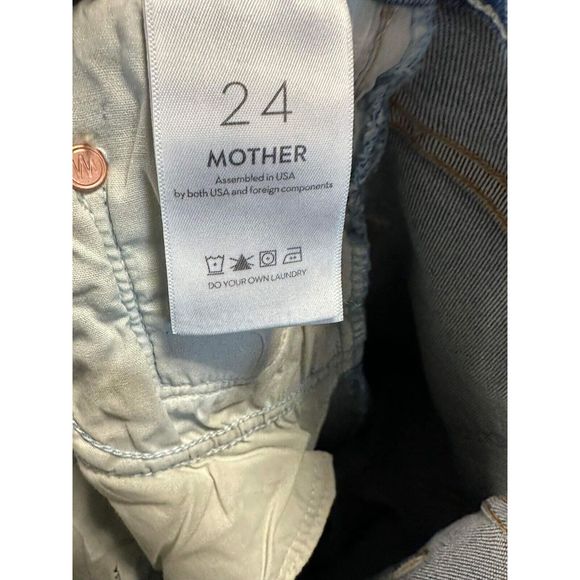 24
MOTHER
Assembled in USA
by both USA and foreign components
DO YOUR OWN LAUNDRY